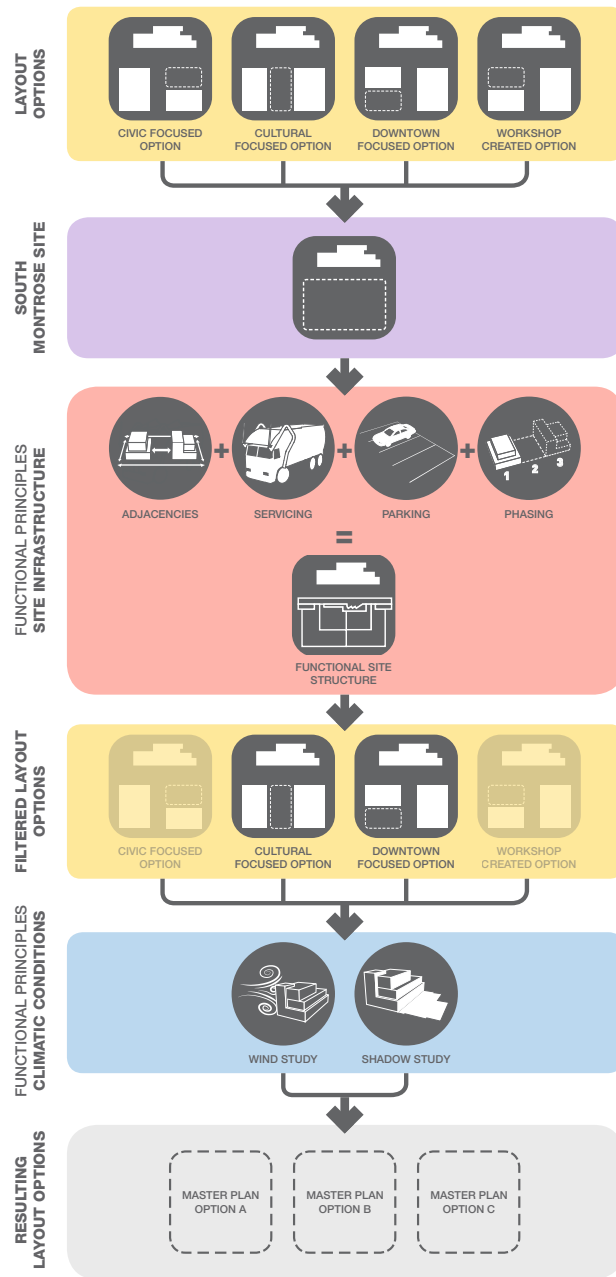 LAYOUT
OPTIONS
CIVIC FOCUSED
OPTION
CULTURAL
FOCUSED OPTION
DOWNTOWN
FOCUSED OPTION
WORKSHOP
CREATED OPTION
SOUTH
MONTROSE SITE
FUNCTIONAL PRINCIPLES
SITE INFRASTRUCTURE
1
2
3
+
+
+
ADJACENCIES
SERVICING
PARKING
PHASING
=
FUNCTIONAL SITE
STRUCTURE
FILTERED LAYOUT
OPTIONS
CIVIC FOCUSED
OPTION
CULTURAL
FOCUSED OPTION
DOWNTOWN
FOCUSED OPTION
WORKSHOP
CREATED OPTION
FUNCTIONAL PRINCIPLES
CLIMATIC CONDITIONS
WIND STUDY
SHADOW STUDY
RESULTING
LAYOUT OPTIONS
MASTER PLAN
OPTION A
MASTER PLAN
OPTION B
MASTER PLAN
OPTION C